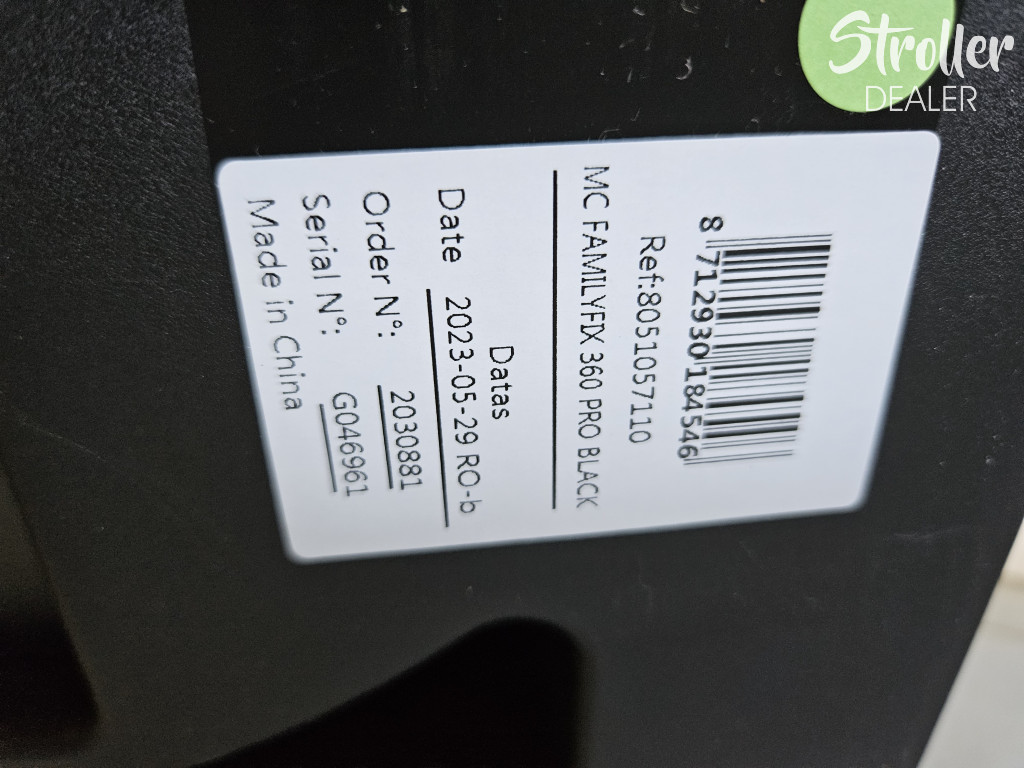 Stroller
DEALER
8 712930 184546
Ref:8051057110
MC FAMILYFIX 360 PRO BLACK
Datas
Date 2023-05-29 RO-b
Order N°: 2030881
Serial N°: G046961
Made in China